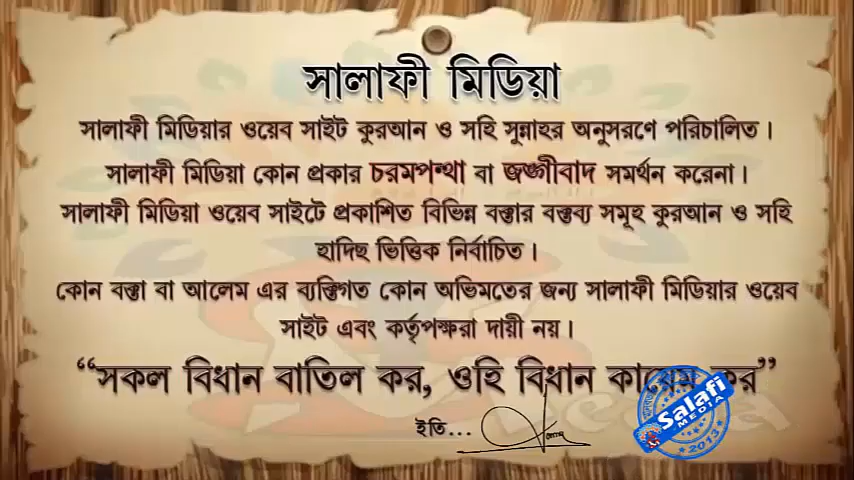 সালাফী মিডিয়া
সালাফী মিডিয়ার ওয়েব সাইট কুরআন ও সহি সুন্নাহর অনুসরণে পরিচালিত।
সালাফী মিডিয়া কোন প্রকার চরমপন্থা বা জঙ্গীবাদ সমর্থন করেনা।
সালাফী মিডিয়া ওয়েব সাইটে প্রকাশিত বিভিন্ন বক্তার বক্তব্য সমূহ কুরআন ও সহি
হাদিছ ভিত্তিক নির্বাচিত।
কোন বক্তা বা আলেম এর ব্যক্তিগত কোন অভিমতের জন্য সালাফী মিডিয়ার ওয়েব
সাইট এবং কর্তৃপক্ষরা দায়ী নয়।
“সকল বিধান বাতিল কর, ওহি বিধান কায়েম কর”
ইতি...
Salafi
MEDIA
2013